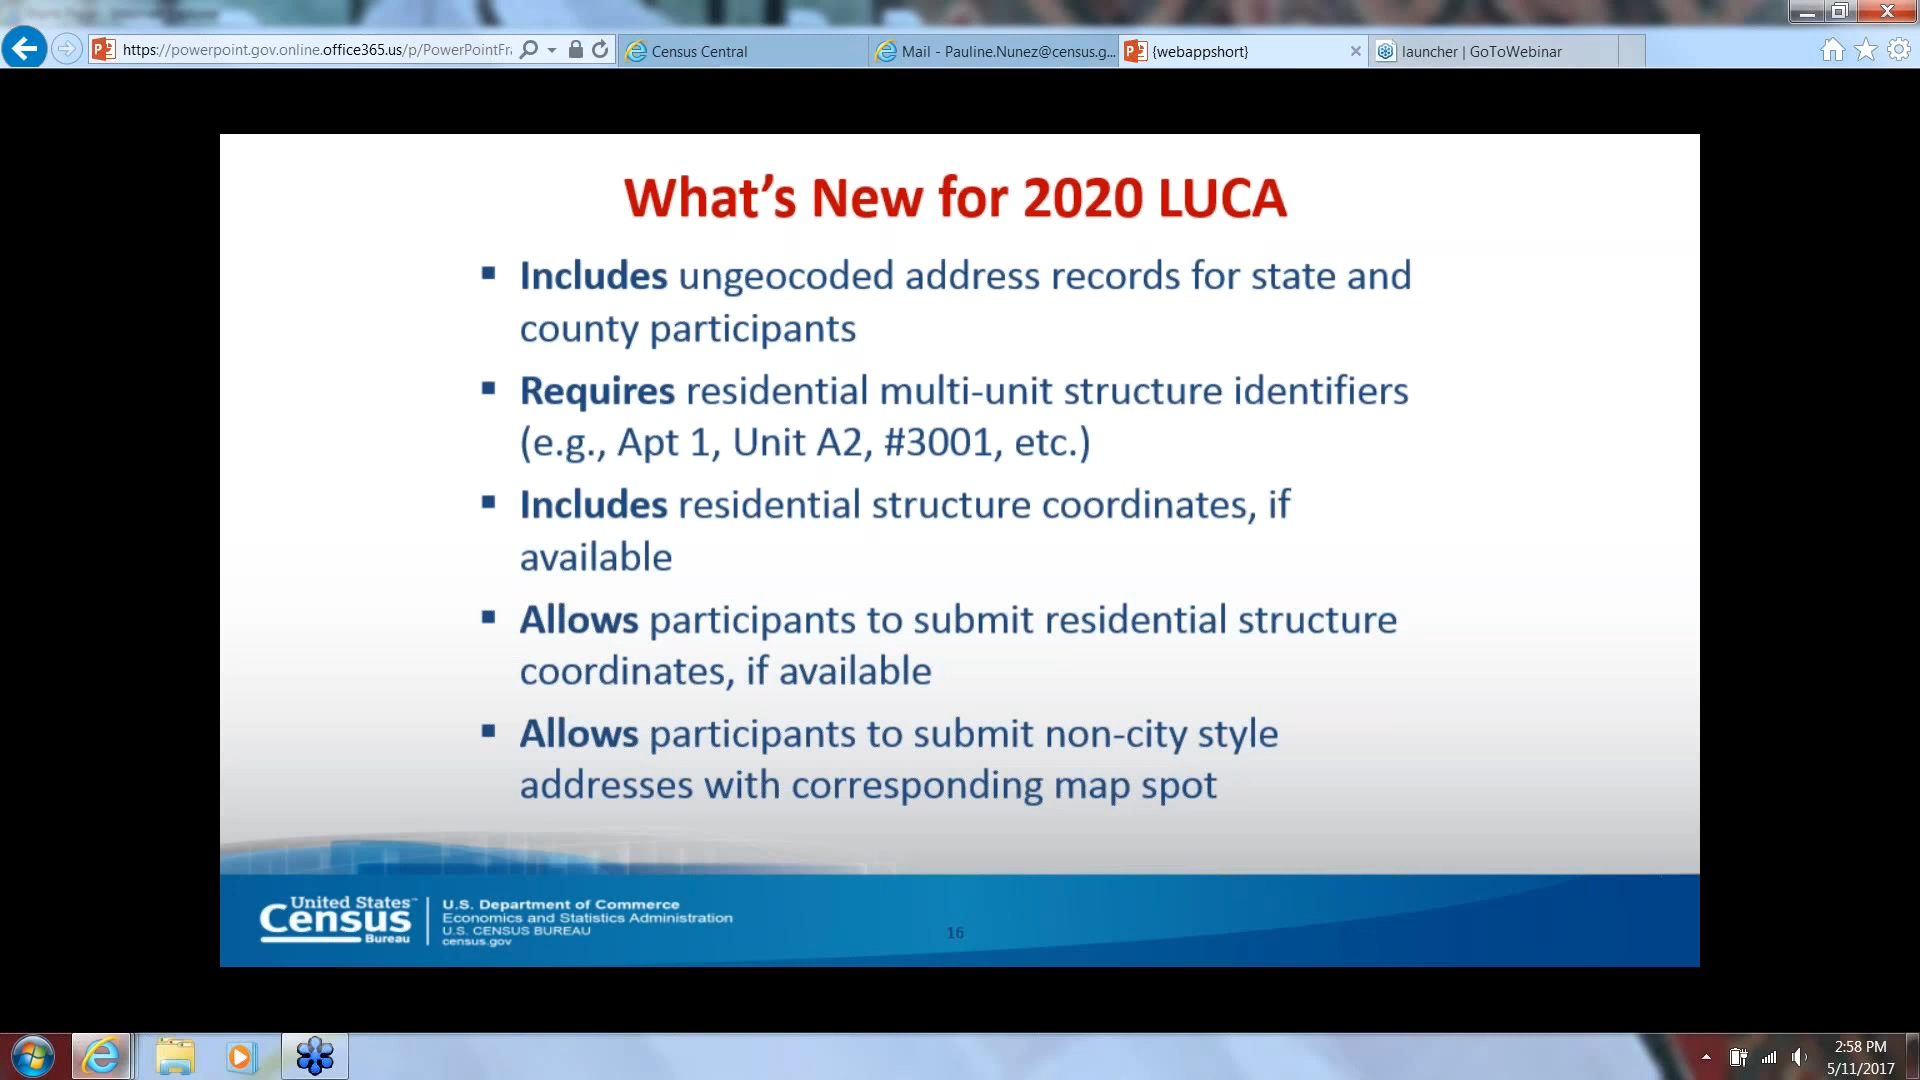 https://powerpoint.gov.online.office365.us/p/PowerPointFra
Census Central
Mail - Pauline.Nunez@census.g...
{webappshort}
launcher | GoToWebinar
What's New for 2020 LUCA
▪ Includes ungeocoded address records for state and
county participants
▪ Requires residential multi-unit structure identifiers
(e.g., Apt 1, Unit A2, #3001, etc.)
▪ Includes residential structure coordinates, if
available
▪ Allows participants to submit residential structure
coordinates, if available
▪ Allows participants to submit non-city style
addresses with corresponding map spot
United States™
Census
Bureau
U.S. Department of Commerce
Economics and Statistics Administration
U.S. CENSUS BUREAU
census.gov
16
2:58 PM
5/11/2017